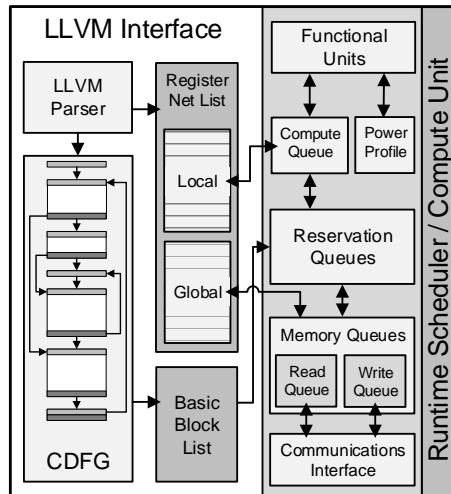 LLVM Interface
LLVM
Parser
Register
Net List
Local
Global
CDFG
Basic
Block
List
Functional
Units
Compute
Queue
Power
Profile
Reservation
Queues
Memory Queues
Read
Queue
Write
Queue
Communications
Interface
Runtime Scheduler / Compute Unit